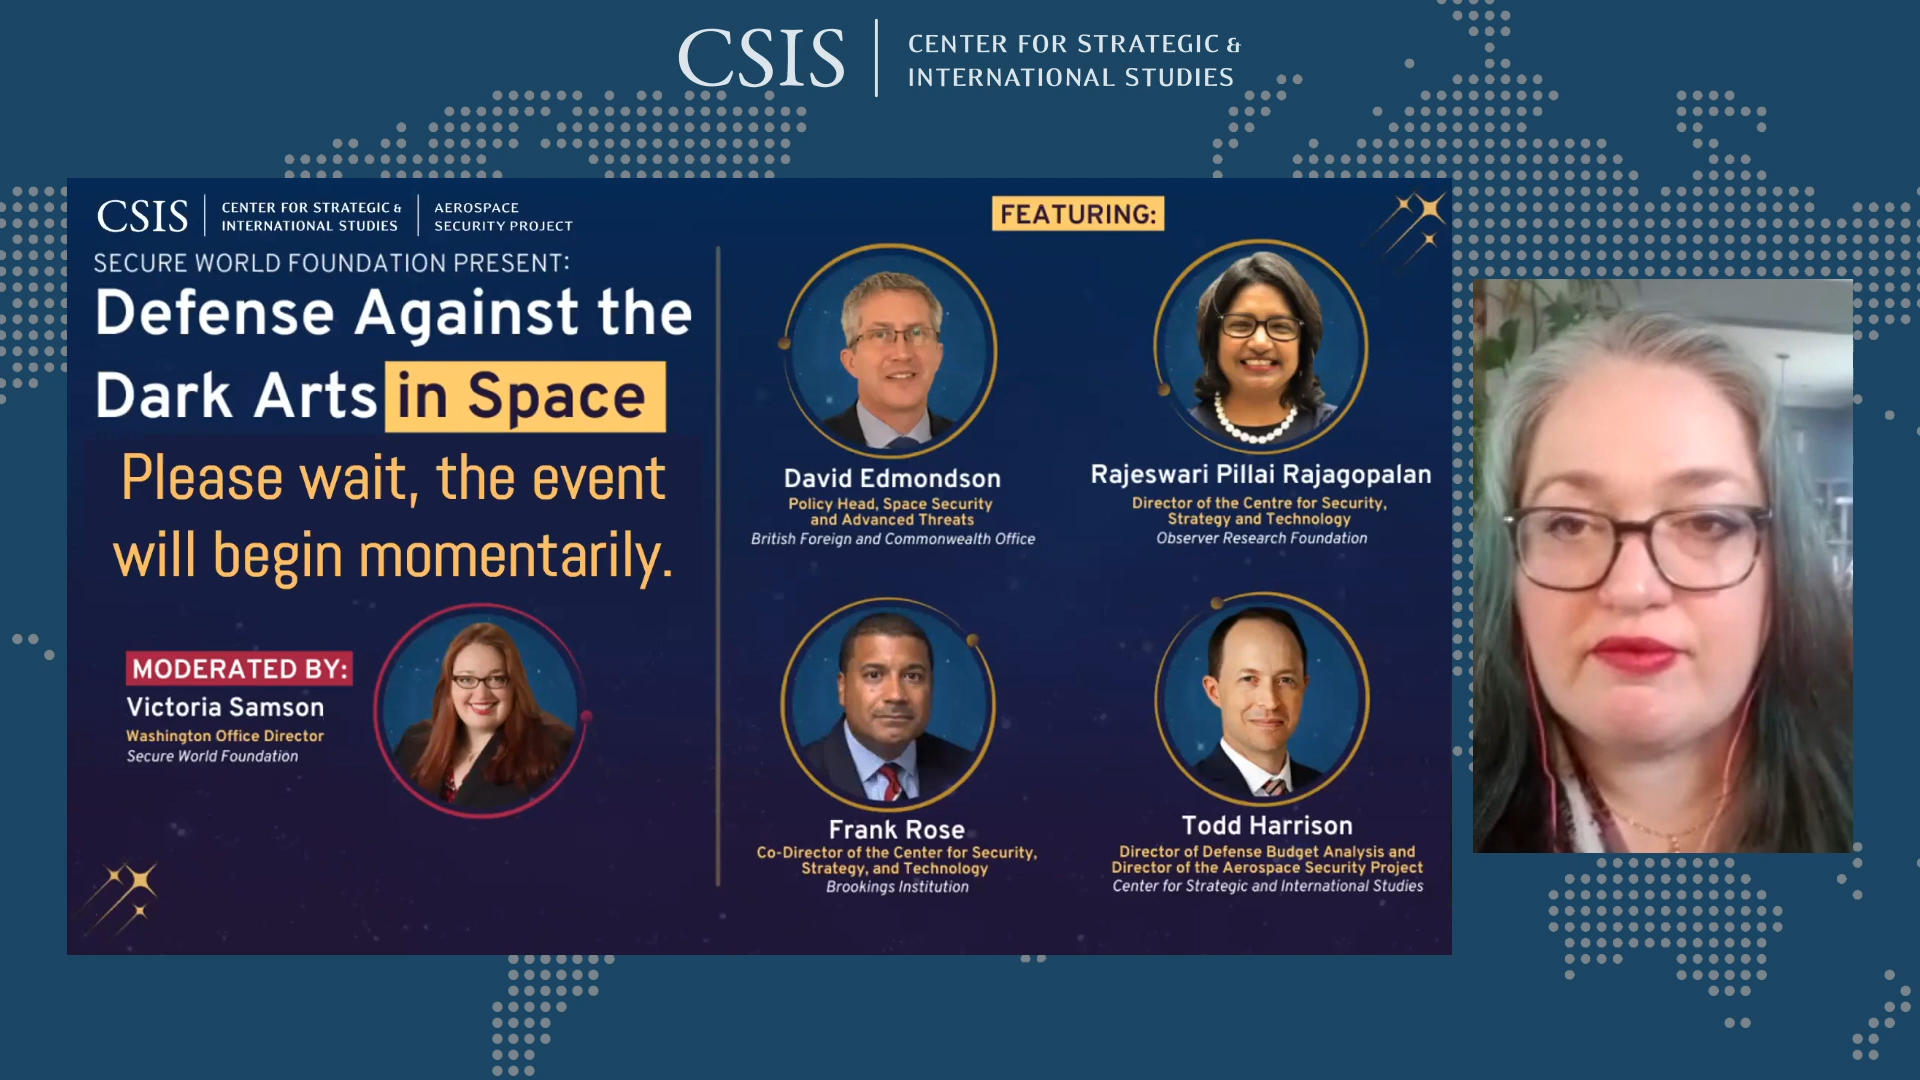 CSIS
CENTER FOR STRATEGIC &
INTERNATIONAL STUDIES
CSIS
CENTER FOR STRATEGIC &
INTERNATIONAL STUDIES
AEROSPACE
SECURITY PROJECT
SECURE WORLD FOUNDATION PRESENT:
Defense Against the
Dark Arts in Space
Please wait, the event
will begin momentarily.
MODERATED BY:
Victoria Samson
Washington Office Director
Secure World Foundation
FEATURING:
David Edmondson
Policy Head, Space Security
and Advanced Threats
British Foreign and Commonwealth Office
Rajeswari Pillai Rajagopalan
Director of the Centre for Security,
Strategy and Technology
Observer Research Foundation
Frank Rose
Co-Director of the Center for Security,
Strategy, and Technology
Brookings Institution
Todd Harrison
Director of Defense Budget Analysis and
Director of the Aerospace Security Project
Center for Strategic and International Studies